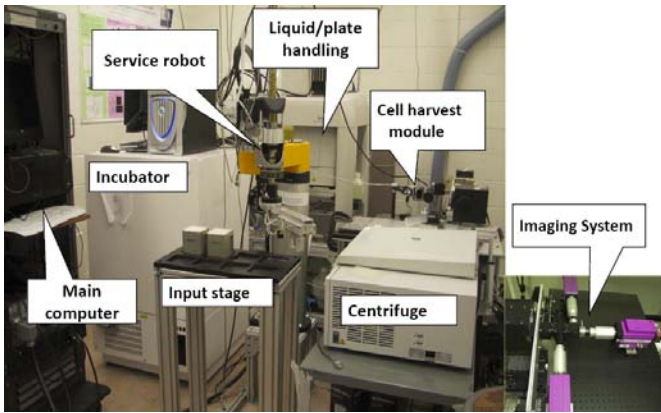 Liquid/plate
handling
Service robot
Cell harvest
module
Incubator
Imaging System
Main
computer
Input stage
Centrifuge